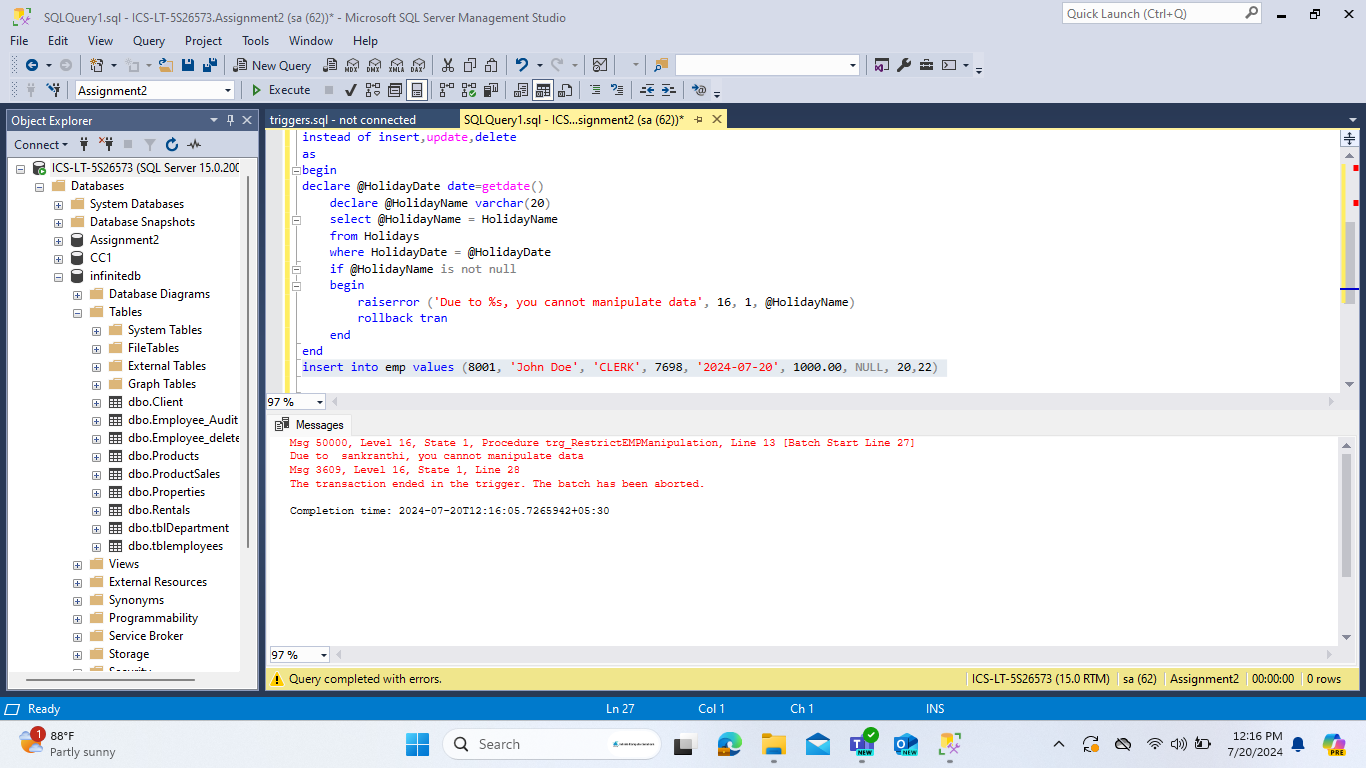 SQLQuery1.sql - ICS-LT-5S26573.Assignment2 (sa (62))* - Microsoft SQL Server Management Studio
Quick Launch (Ctrl+Q)
File Edit View Query Project Tools Window Help
New Query
MDX DMX XMLA DAX
Assignment2
Execute
Object Explorer
Connect
ICS-LT-5S26573 (SQL Server 15.0.200
Databases
System Databases
Database Snapshots
Assignment2
CC1
infinitedb
Database Diagrams
Tables
System Tables
FileTables
External Tables
Graph Tables
dbo.Client
dbo.Employee_Audit
dbo.Employee_delete
dbo.Products
dbo.ProductSales
dbo.Properties
dbo.Rentals
dbo.tblDepartment
dbo.tblemployees
Views
External Resources
Synonyms
Programmability
Service Broker
Storage
Security
triggers.sql - not connected
SQLQuery1.sql - ICS...signment2 (sa (62))*
instead of insert,update,delete
as
begin
declare @HolidayDate date=getdate()
declare @HolidayName varchar(20)
select @HolidayName = HolidayName
from Holidays
where HolidayDate = @HolidayDate
if @HolidayName is not null
begin
raiserror ('Due to %s, you cannot manipulate data', 16, 1, @HolidayName)
rollback tran
end
end
insert into emp values (8001, 'John Doe', 'CLERK', 7698, '2024-07-20', 1000.00, NULL, 20,22)
97 %
Messages
Msg 50000, Level 16, State 1, Procedure trg_RestrictEMPManipulation, Line 13 [Batch Start Line 27]
Due to  sankranthi, you cannot manipulate data
Msg 3609, Level 16, State 1, Line 28
The transaction ended in the trigger. The batch has been aborted.
Completion time: 2024-07-20T12:16:05.7265942+05:30
97 %
Query completed with errors.
ICS-LT-5S26573 (15.0 RTM) sa (62) Assignment2 00:00:00 0 rows
Ready
Ln 27 Col 1 Ch 1 INS
1
88°F
Partly sunny
Search
NEW
NEW
12:16 PM
7/20/2024
PRE